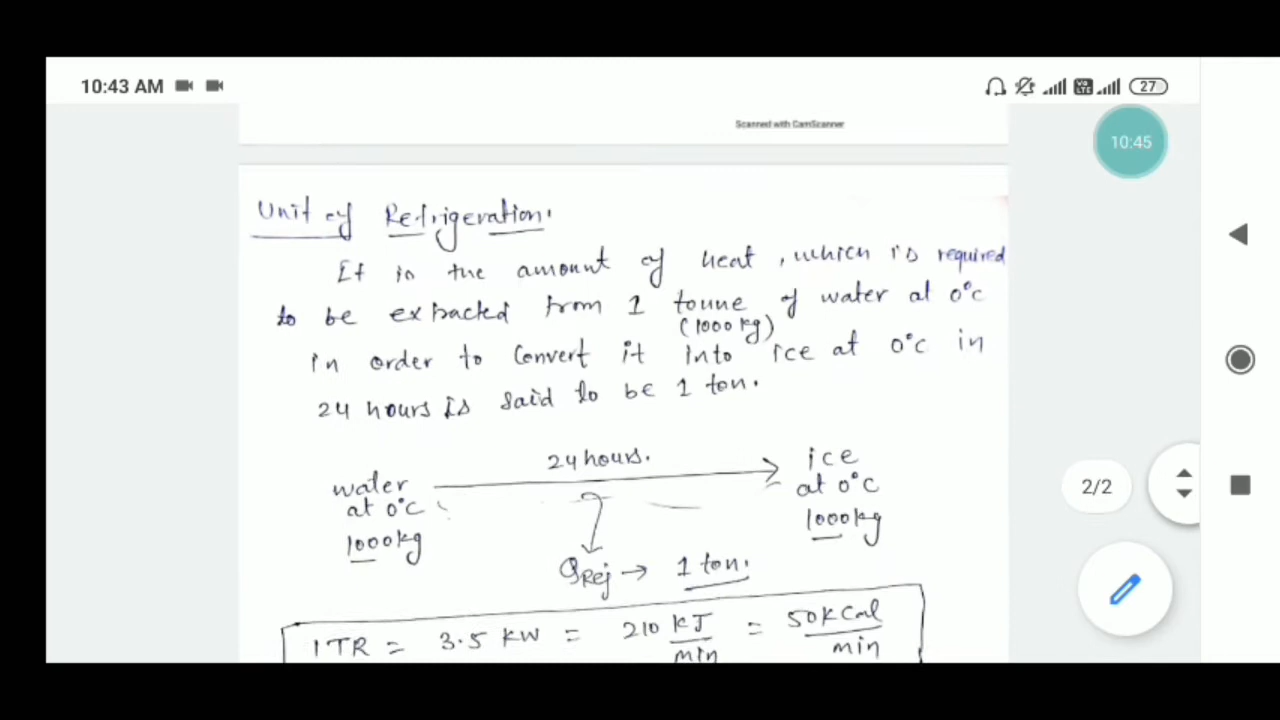 10:43 AM
27
Scanned with CamScanner
10:45
Unit of Refrigeration.
It is the amount of heat, which is required
to be extracted from 1 tonne of water at 0°c
(1000 kg)
in order to convert it into ice at 0°c in
24 hours is said to be 1 ton.
24 hours.
water
at 0°c
1000kg
ice
at 0°c
1000kg
2/2
QRej → 1 ton.
1TR = 3.5 KW = 210 KJ/min = 50KCal/min